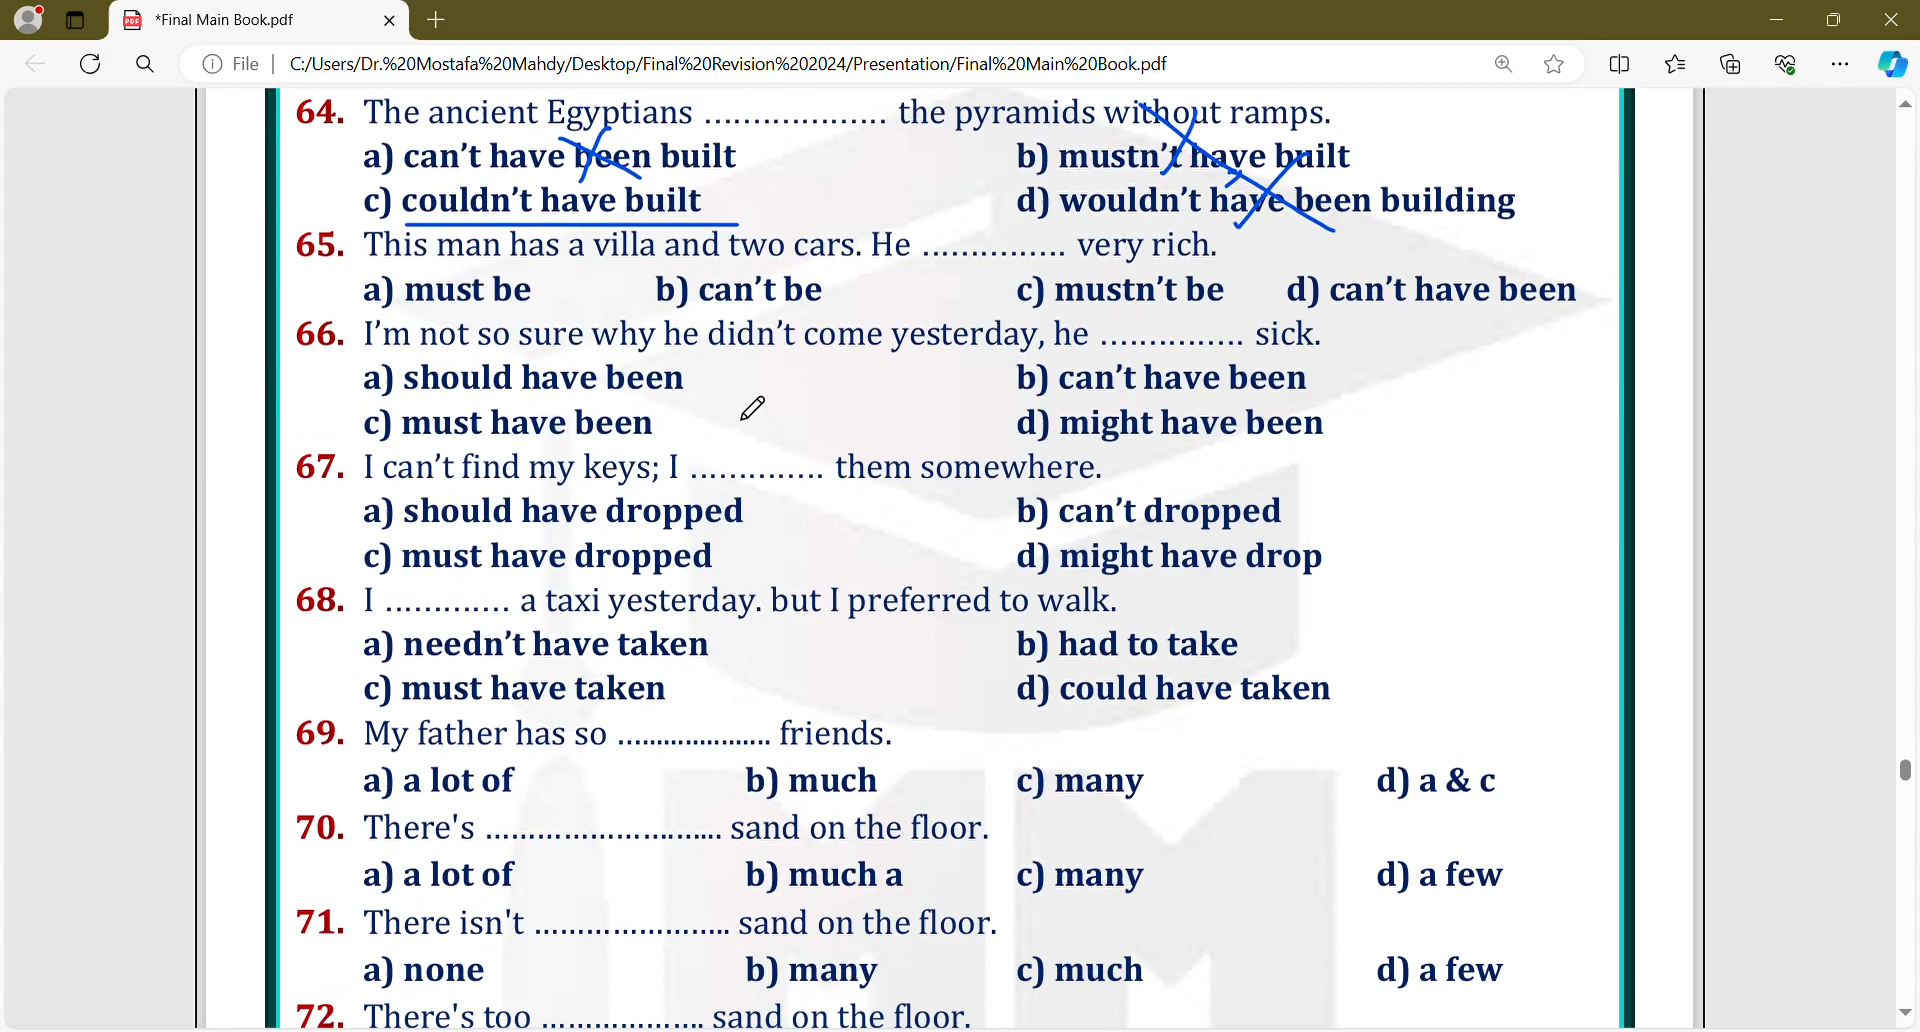 *Final Main Book.pdf
File
C:/Users/Dr.%20Mostafa%20Mahdy/Desktop/Final%20Revision%202024/Presentation/Final%20Main%20Book.pdf
64. The ancient Egyptians ................... the pyramids without ramps.
a) can’t have been built b) mustn’t have built
c) couldn’t have built d) wouldn’t have been building
65. This man has a villa and two cars. He ............... very rich.
a) must be b) can’t be c) mustn’t be d) can’t have been
66. I’m not so sure why he didn’t come yesterday, he ............... sick.
a) should have been b) can’t have been
c) must have been d) might have been
67. I can’t find my keys; I .............. them somewhere.
a) should have dropped b) can’t dropped
c) must have dropped d) might have drop
68. I ............. a taxi yesterday. but I preferred to walk.
a) needn’t have taken b) had to take
c) must have taken d) could have taken
69. My father has so ..................... friends.
a) a lot of b) much c) many d) a & c
70. There's ............................ sand on the floor.
a) a lot of b) much a c) many d) a few
71. There isn't ....................... sand on the floor.
a) none b) many c) much d) a few
72. There's too ................... sand on the floor.